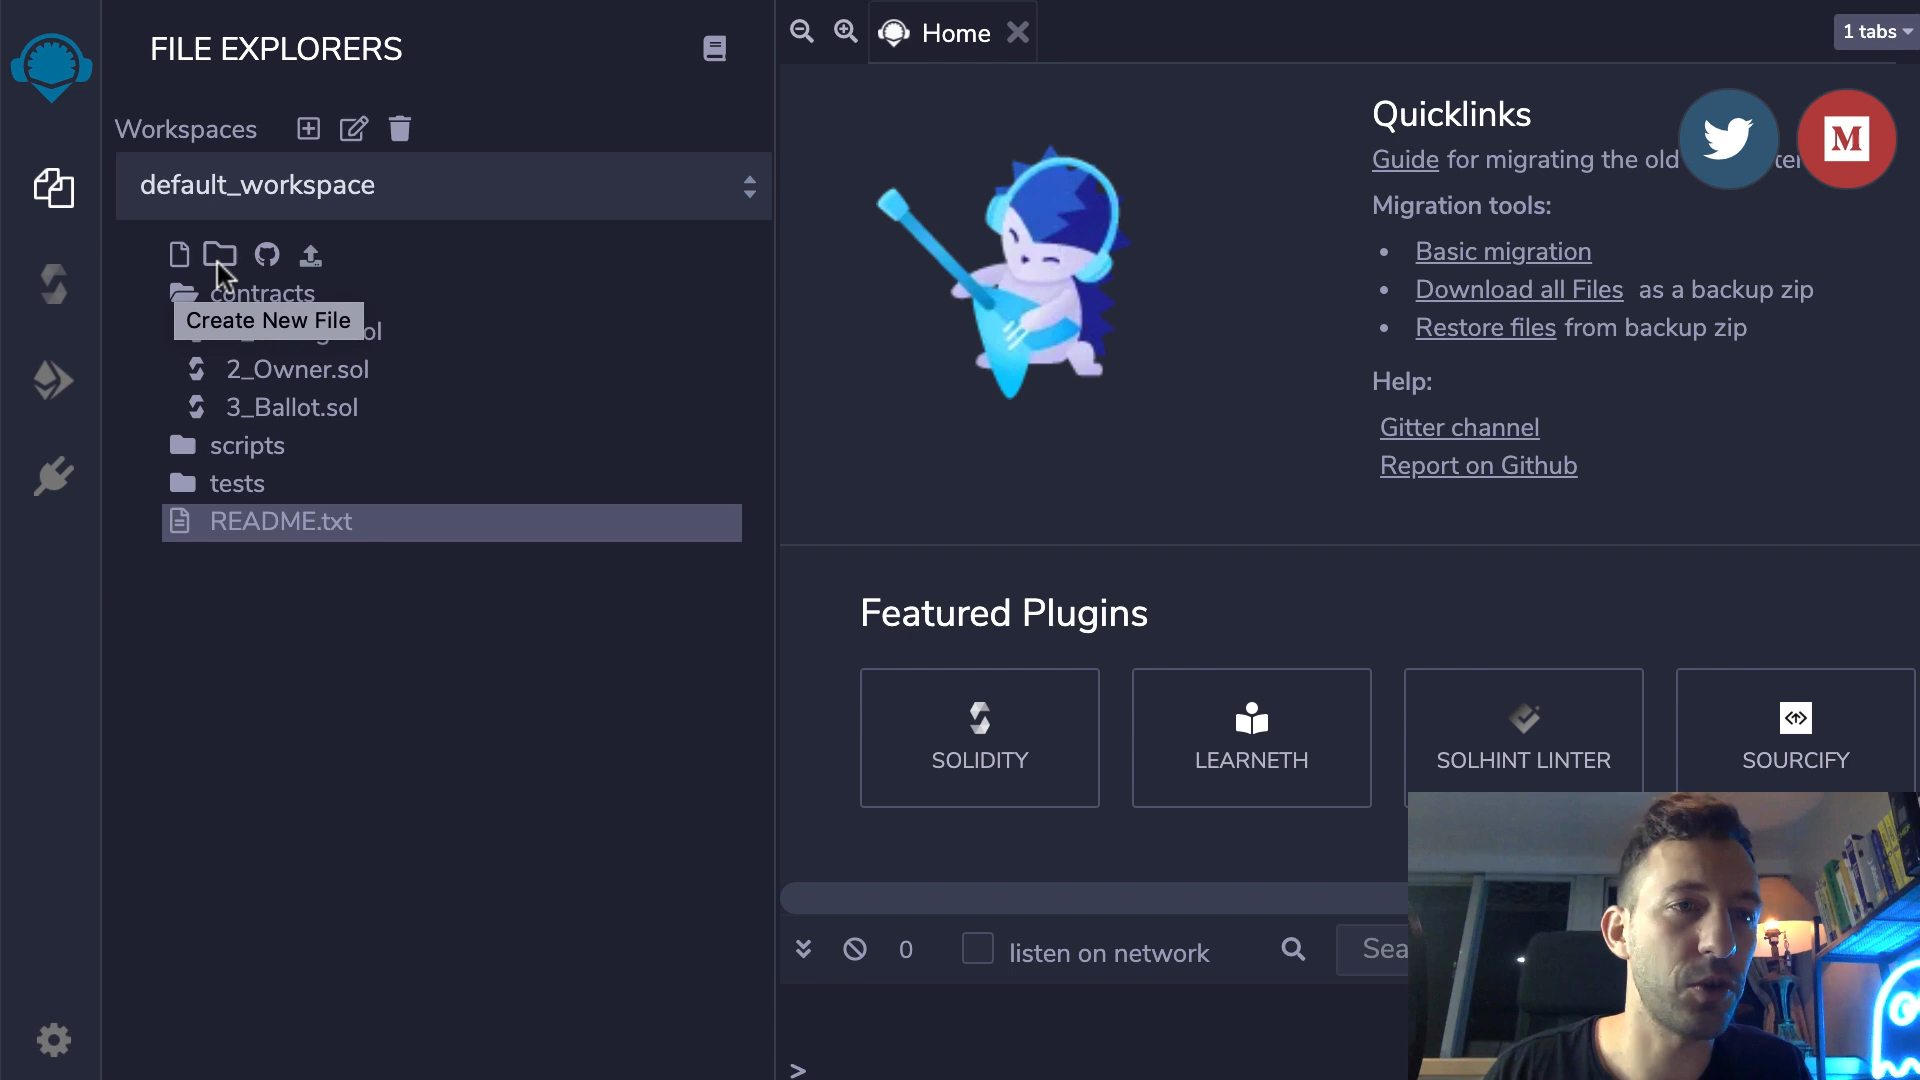 FILE EXPLORERS
Workspaces
default_workspace
contracts
Create New File
ol
2_Owner.sol
3_Ballot.sol
scripts
tests
README.txt
Home
1 tabs
Quicklinks
Guide for migrating the old
Migration tools:
Basic migration
Download all Files as a backup zip
Restore files from backup zip
Help:
Gitter channel
Report on Github
M
Featured Plugins
SOLIDITY
LEARNETH
SOLHINT LINTER
SOURCIFY
0
listen on network
Sea
>